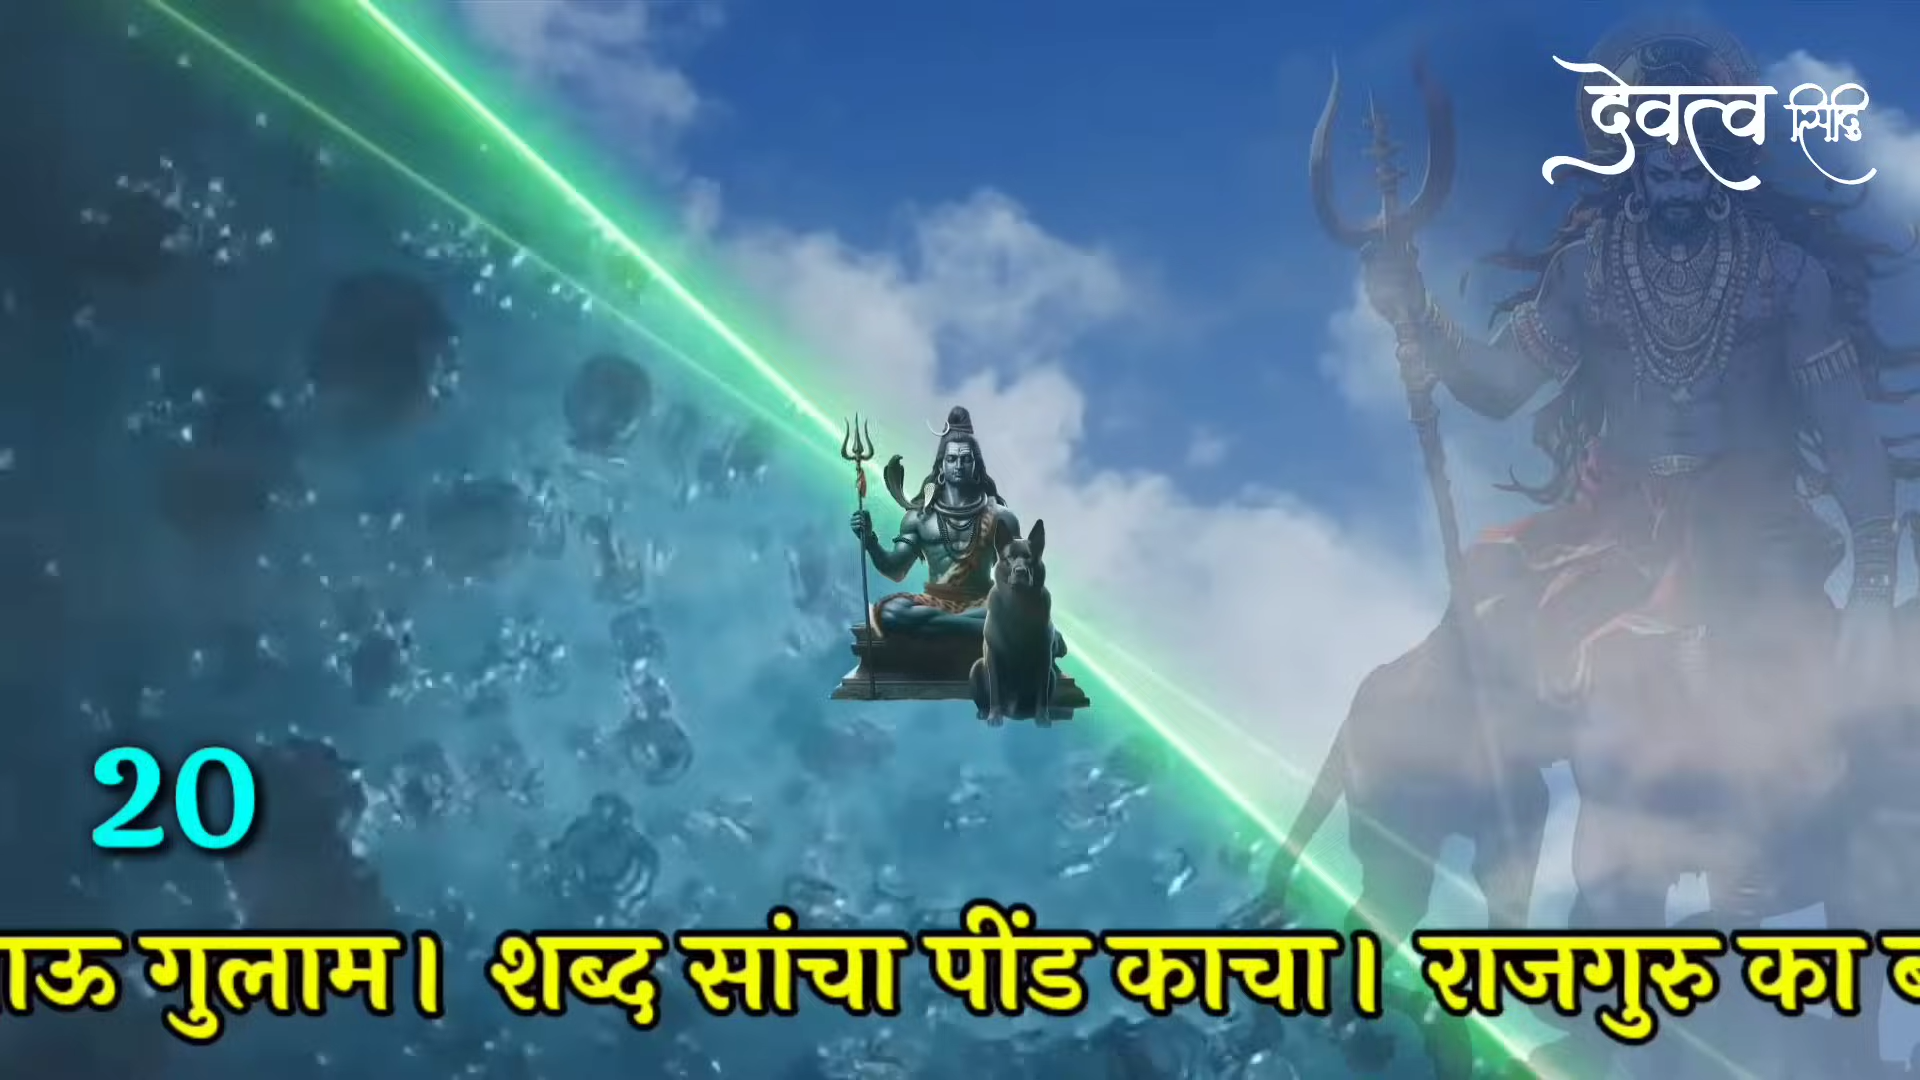 देवत्व सिद्धि
20
गुलाम। शब्द सांचा पींड काचा। राजगुरु का